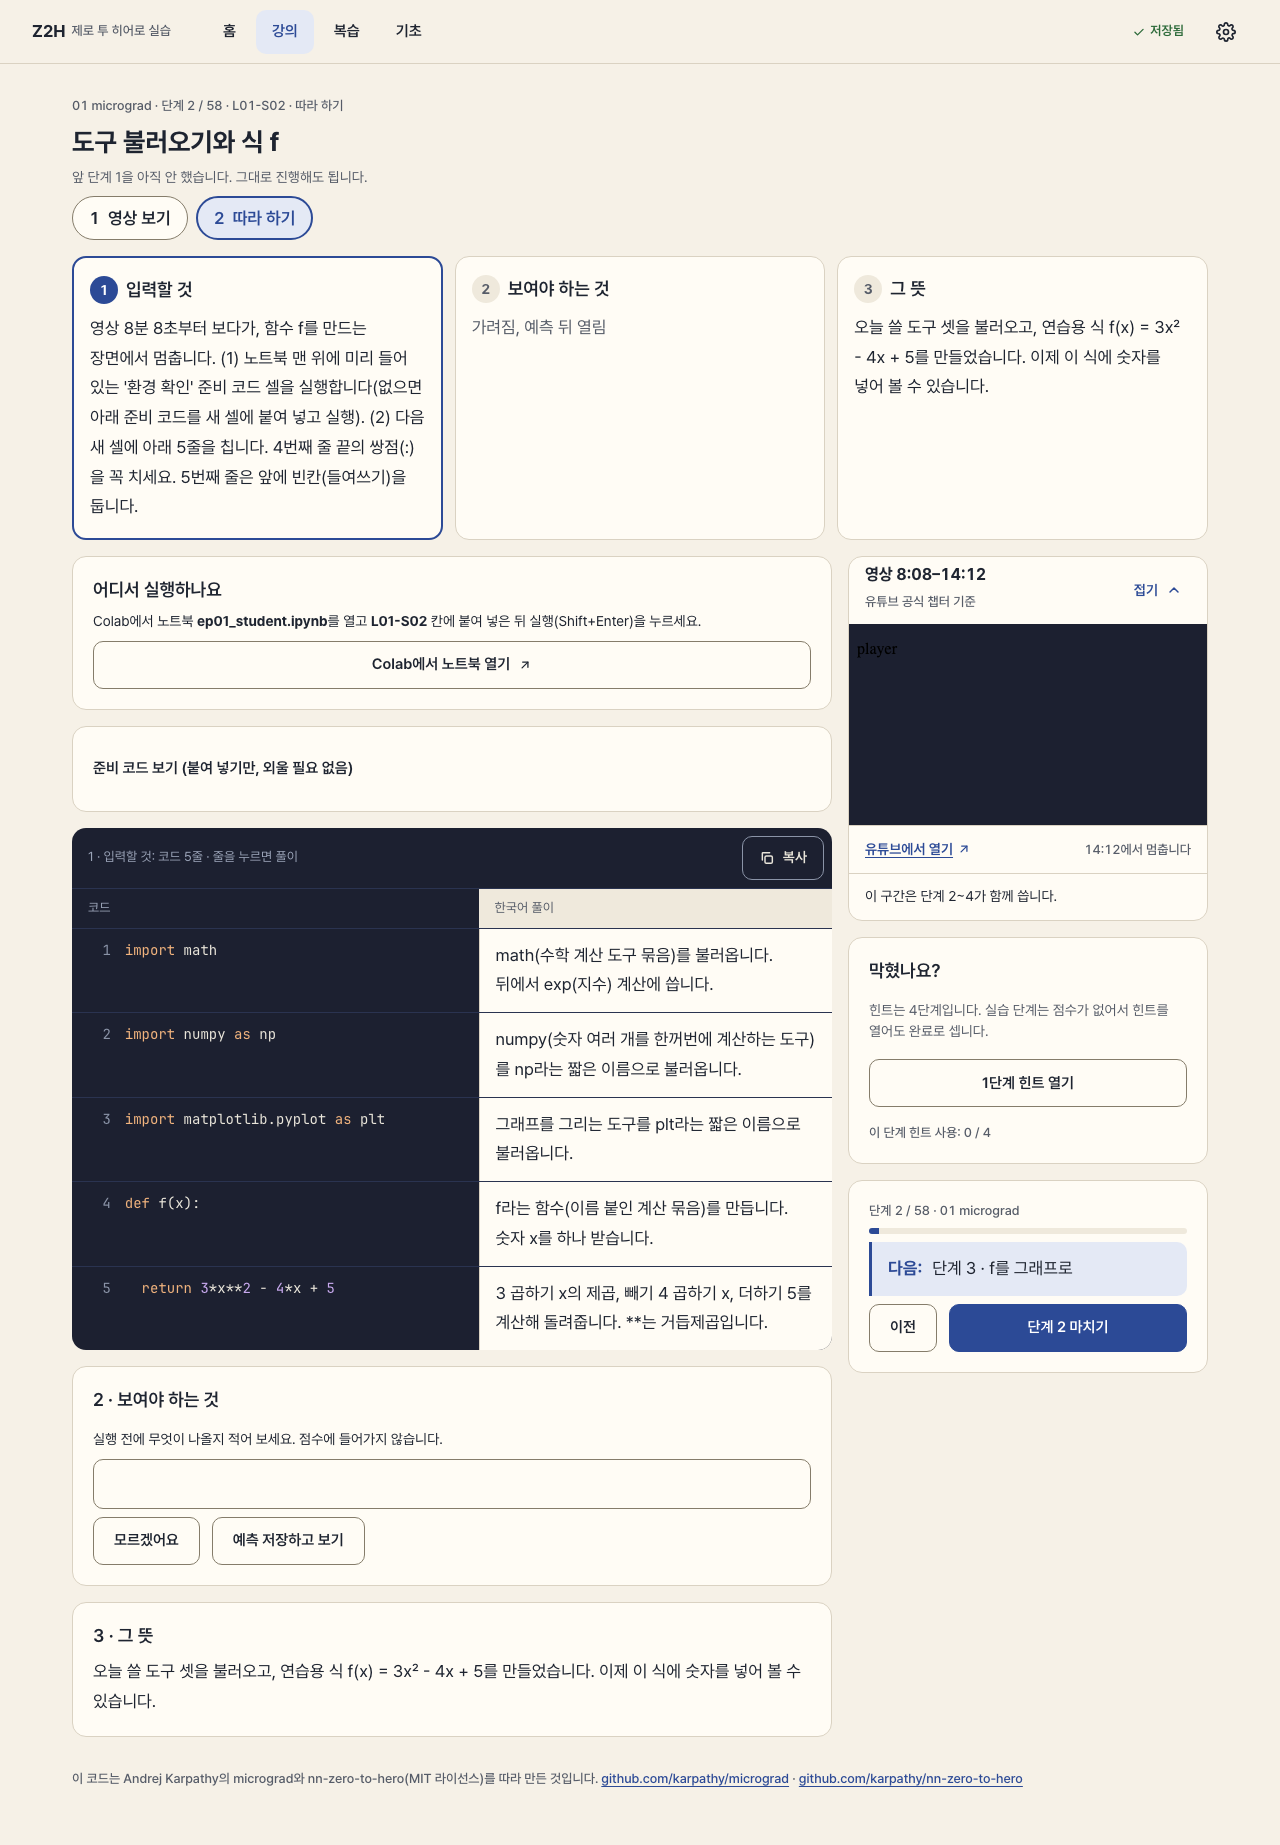 Z2H 제로 투 히어로 실습
홈
강의
복습
기초
저장됨
01 micrograd · 단계 2 / 58 · L01-S02 · 따라 하기
도구 불러오기와 식 f
앞 단계 1을 아직 안 했습니다. 그대로 진행해도 됩니다.
1 영상 보기
2 따라 하기
1 입력할 것
영상 8분 8초부터 보다가, 함수 f를 만드는
장면에서 멈춥니다. (1) 노트북 맨 위에 미리 들어
있는 '환경 확인' 준비 코드 셀을 실행합니다(없으면
아래 준비 코드를 새 셀에 붙여 넣고 실행). (2) 다음
새 셀에 아래 5줄을 칩니다. 4번째 줄 끝의 쌍점(:)
을 꼭 치세요. 5번째 줄은 앞에 빈칸(들여쓰기)을
둡니다.
2 보여야 하는 것
가려짐, 예측 뒤 열림
3 그 뜻
오늘 쓸 도구 셋을 불러오고, 연습용 식 f(x) = 3x²
- 4x + 5를 만들었습니다. 이제 이 식에 숫자를
넣어 볼 수 있습니다.
어디서 실행하나요
Colab에서 노트북 ep01_student.ipynb를 열고 L01-S02 칸에 붙여 넣은 뒤 실행(Shift+Enter)을 누르세요.
Colab에서 노트북 열기
준비 코드 보기 (붙여 넣기만, 외울 필요 없음)
1 · 입력할 것: 코드 5줄 · 줄을 누르면 풀이
복사
코드
한국어 풀이
1 import math
math(수학 계산 도구 묶음)를 불러옵니다.
뒤에서 exp(지수) 계산에 씁니다.
2 import numpy as np
numpy(숫자 여러 개를 한꺼번에 계산하는 도구)
를 np라는 짧은 이름으로 불러옵니다.
3 import matplotlib.pyplot as plt
그래프를 그리는 도구를 plt라는 짧은 이름으로
불러옵니다.
4 def f(x):
f라는 함수(이름 붙인 계산 묶음)를 만듭니다.
숫자 x를 하나 받습니다.
5 return 3*x**2 - 4*x + 5
3 곱하기 x의 제곱, 빼기 4 곱하기 x, 더하기 5를
계산해 돌려줍니다. **는 거듭제곱입니다.
2 · 보여야 하는 것
실행 전에 무엇이 나올지 적어 보세요. 점수에 들어가지 않습니다.
모르겠어요
예측 저장하고 보기
3 · 그 뜻
오늘 쓸 도구 셋을 불러오고, 연습용 식 f(x) = 3x² - 4x + 5를 만들었습니다. 이제 이 식에 숫자를 넣어 볼 수
있습니다.
영상 8:08–14:12
유튜브 공식 챕터 기준
접기
player
유튜브에서 열기
14:12에서 멈춥니다
이 구간은 단계 2~4가 함께 씁니다.
막혔나요?
힌트는 4단계입니다. 실습 단계는 점수가 없어서 힌트를
열어도 완료로 셉니다.
1단계 힌트 열기
이 단계 힌트 사용: 0 / 4
단계 2 / 58 · 01 micrograd
다음: 단계 3 · f를 그래프로
이전
단계 2 마치기
이 코드는 Andrej Karpathy의 micrograd와 nn-zero-to-hero(MIT 라이선스)를 따라 만든 것입니다. github.com/karpathy/micrograd · github.com/karpathy/nn-zero-to-hero